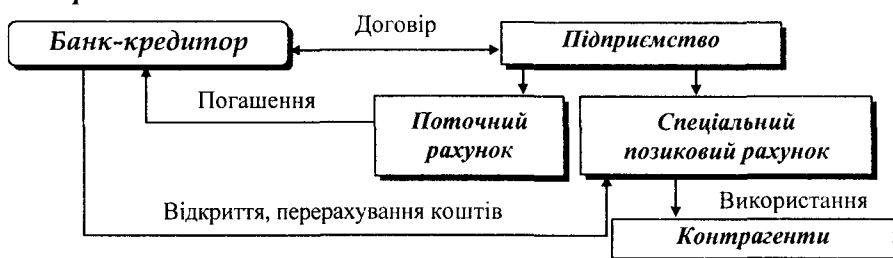 Договір
Банк-кредитор
Підприємство
Погашення
Поточний
рахунок
Спеціальний
позиковий рахунок
Відкриття, перерахування коштів
Використання
Контрагенти